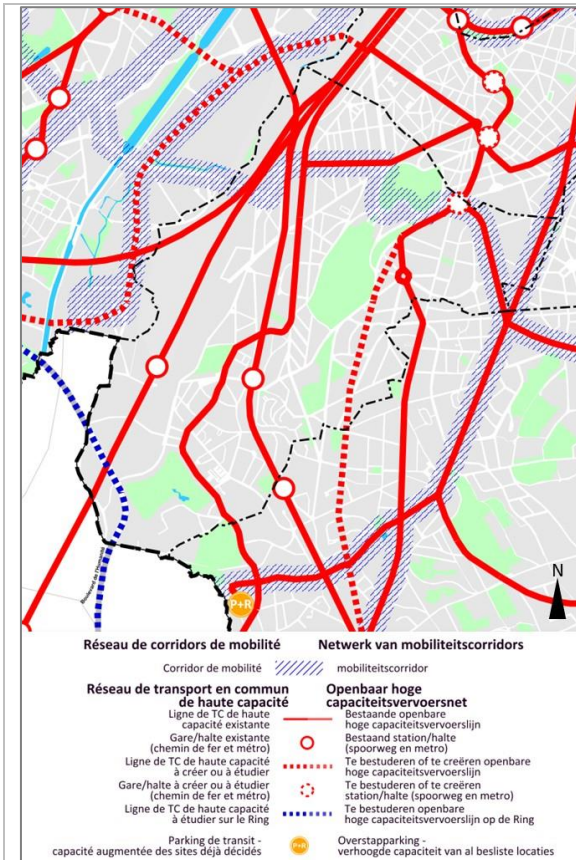 N
Boulevard de l'Humanité
P+R
Réseau de corridors de mobilité Netwerk van mobiliteitscorridors
Corridor de mobilité mobiliteitscorridor
Réseau de transport en commun de haute capacité
Openbaar hoge capaciteitsvervoersnet
Ligne de TC de haute capacité existante
Bestaande openbare hoge capaciteitsvervoerslijn
Gare/halte existante (chemin de fer et métro)
Bestaand station/halte (spoorweg en metro)
Ligne de TC de haute capacité à créer ou à étudier
Te bestuderen of te creëren openbare hoge capaciteitsvervoerslijn
Gare/halte à créer ou à étudier (chemin de fer et métro)
Te bestuderen of te creëren station/halte (spoorweg en metro)
Ligne de TC de haute capacité à étudier sur le Ring
Te bestuderen openbare hoge capaciteitsvervoerslijn op de Ring
Parking de transit - capacité augmentée des sites déjà décidés
P+R
Overstapparking - verhoogde capaciteit van al besliste locaties